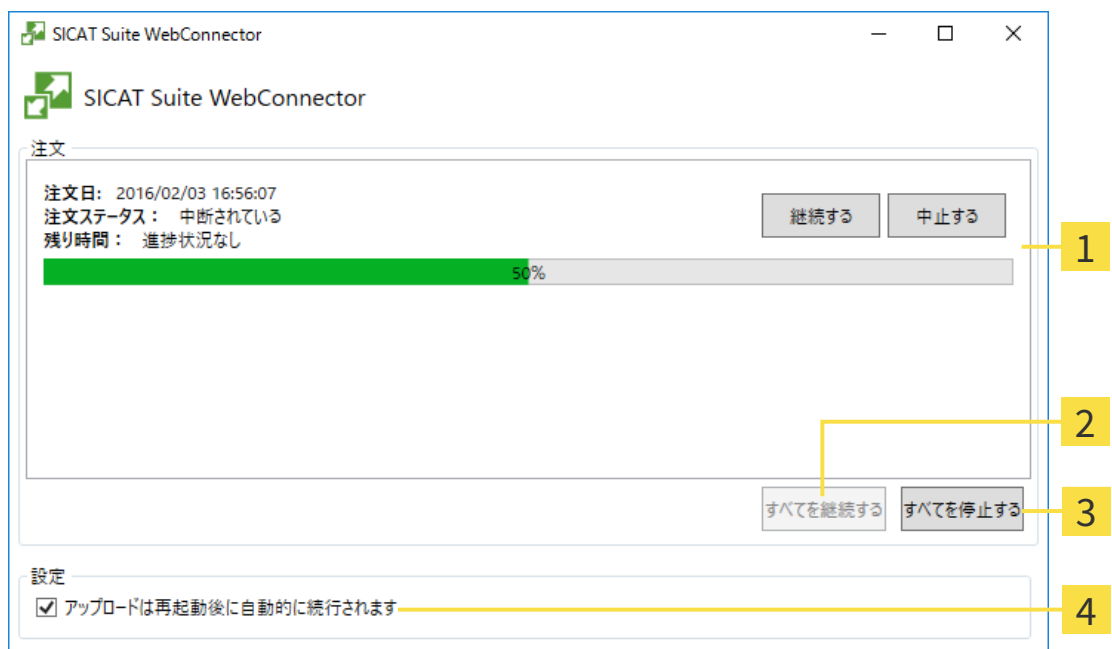 SICAT Suite WebConnector
SICAT Suite WebConnector
注文
注文日: 2016/02/03 16:56:07
注文ステータス： 中断されている
残り時間： 進捗状況なし
継続する 中止する
1
50%
2
すべてを継続する すべてを停止する
3
設定
アップロードは再起動後に自動的に続行されます
4